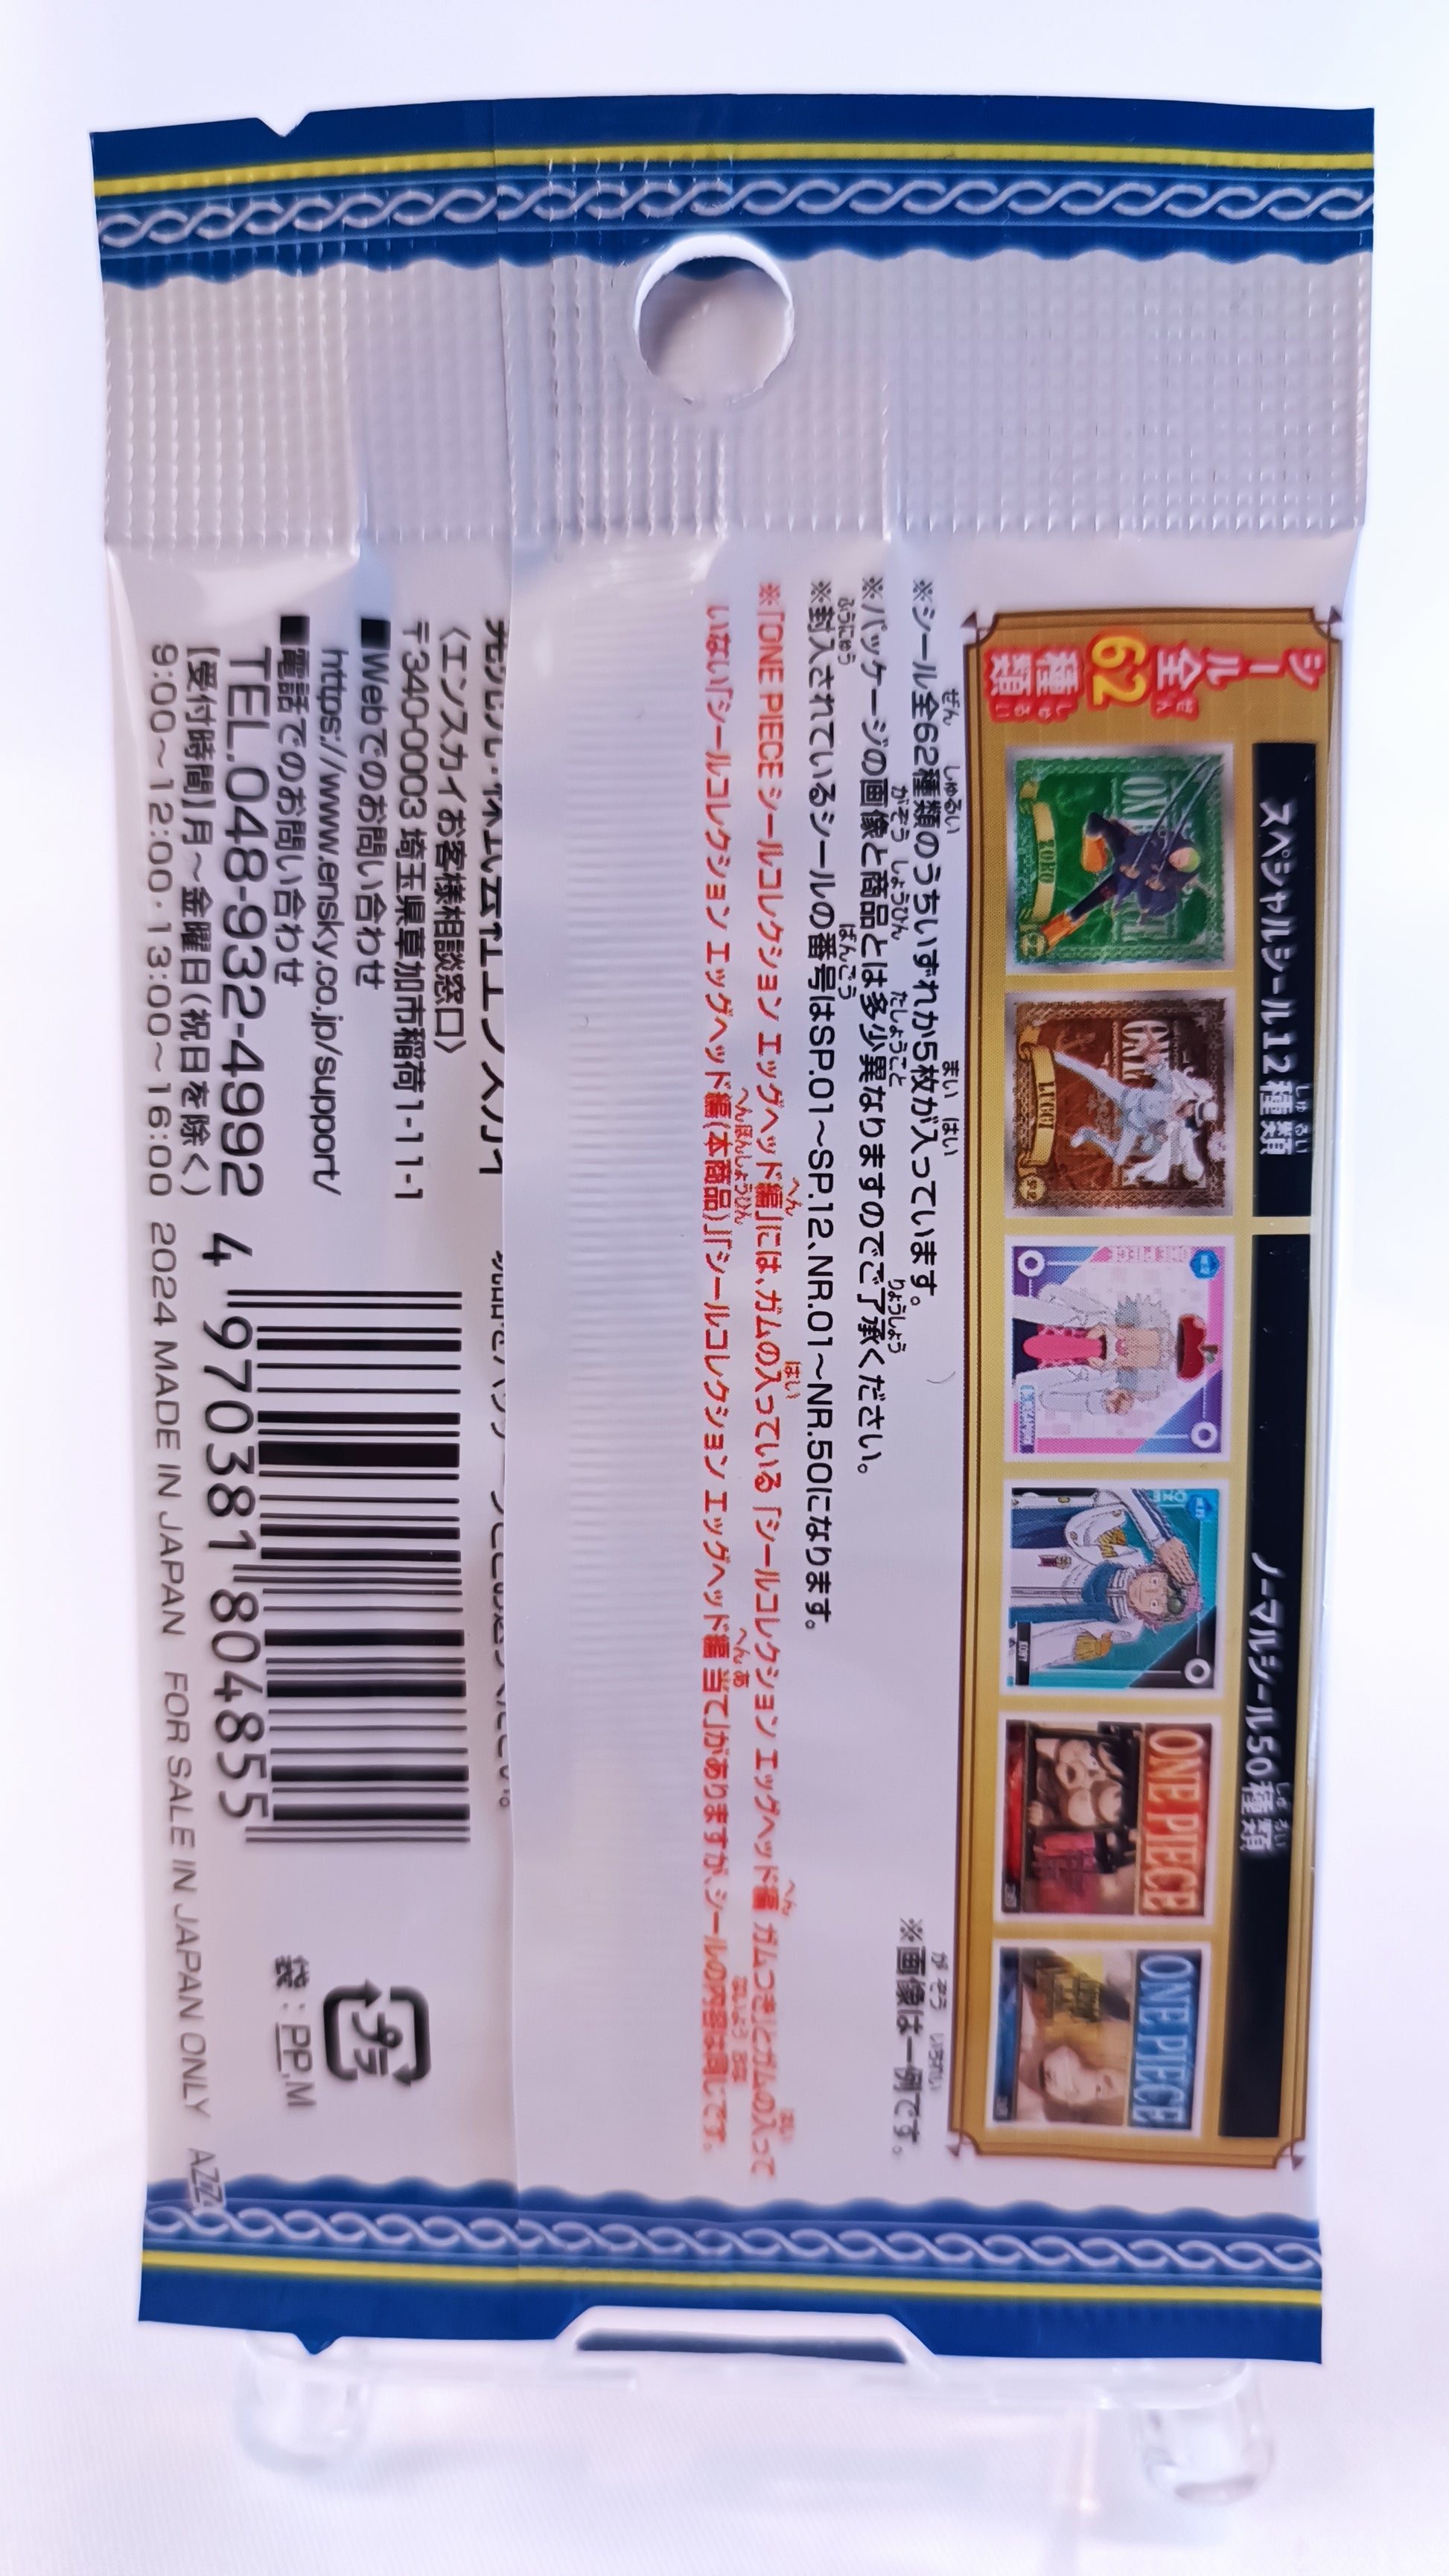 シール全
62
種類
スペシャルシール12種類
ノーマルシール50種類
ONE PIECE
ZORO
LUCCI
ONE PIECE
ONE PIECE
※画像は一例です。
※シール全62種類のうちいずれか5枚が入っています。
※パッケージの画像と商品とは多少異なりますのでご了承ください。
※封入されているシールの番号はSP.01～SP.12、NR.01～NR.50になります。
※「ONE PIECE シールコレクション エッグヘッド編」には、ガムの入っている「シールコレクション エッグヘッド編 ガムつき」とガムの入って
いない「シールコレクション エッグヘッド編(本商品)」「シールコレクション エッグヘッド編 当て」がありますが、シールの内容は同じです。
〈エンスカイお客様相談窓口〉
〒340-0003 埼玉県草加市稲荷1-11-1
■Webでのお問い合わせ
https://www.ensky.co.jp/support/
■電話でのお問い合わせ
TEL.048-932-4992
【受付時間】月～金曜日(祝日を除く)
9:00～12:00・13:00～16:00
4 970381 804855
プラ
袋：PP,M
2024 MADE IN JAPAN FOR SALE IN JAPAN ONLY